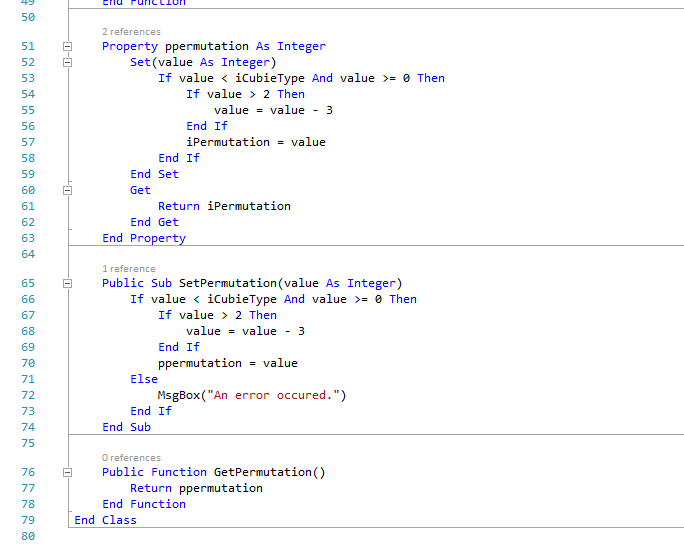 49 End Function
50
2 references
51 Property ppermutation As Integer
52 Set(value As Integer)
53 If value < iCubieType And value >= 0 Then
54 If value > 2 Then
55 value = value - 3
56 End If
57 iPermutation = value
58 End If
59 End Set
60 Get
61 Return iPermutation
62 End Get
63 End Property
64
1 reference
65 Public Sub SetPermutation(value As Integer)
66 If value < iCubieType And value >= 0 Then
67 If value > 2 Then
68 value = value - 3
69 End If
70 ppermutation = value
71 Else
72 MsgBox("An error occured.")
73 End If
74 End Sub
75
0 references
76 Public Function GetPermutation()
77 Return ppermutation
78 End Function
79 End Class
80